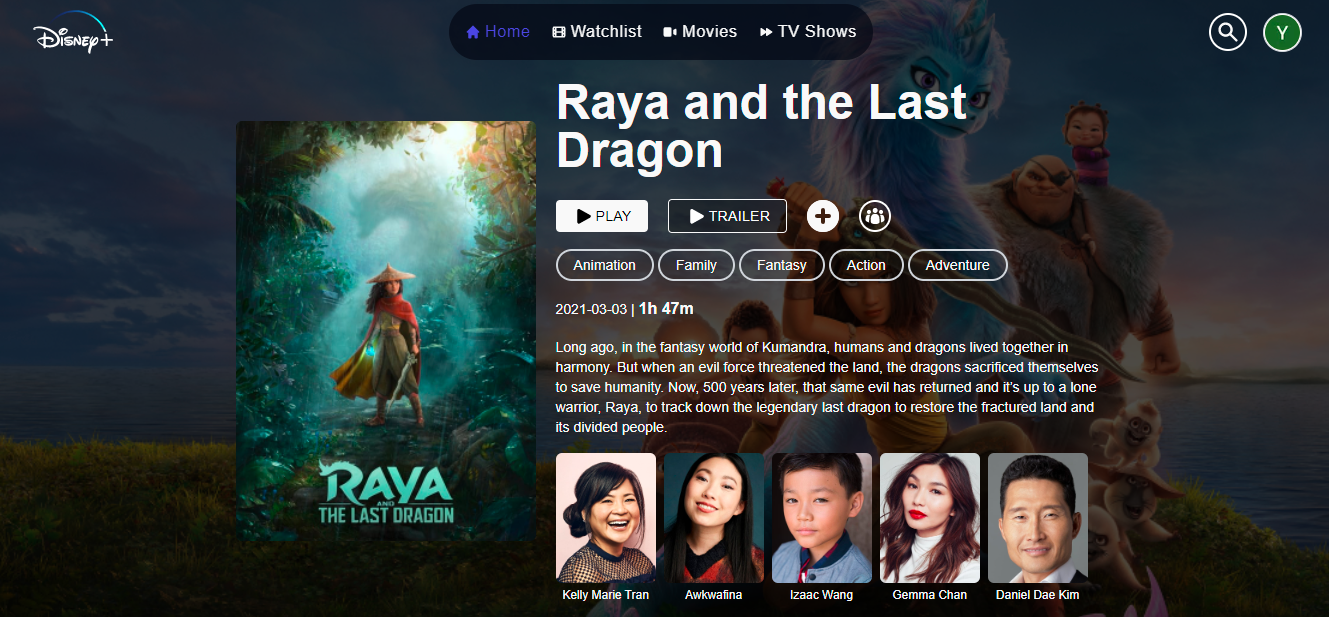 Disney+
Home Watchlist Movies TV Shows
Y
Raya and the Last
Dragon
PLAY TRAILER
Animation Family Fantasy Action Adventure
2021-03-03 | 1h 47m
Long ago, in the fantasy world of Kumandra, humans and dragons lived together in
harmony. But when an evil force threatened the land, the dragons sacrificed themselves
to save humanity. Now, 500 years later, that same evil has returned and it's up to a lone
warrior, Raya, to track down the legendary last dragon to restore the fractured land and
its divided people.
RAYA
AND
THE LAST DRAGON
Kelly Marie Tran Awkwafina Izaac Wang Gemma Chan Daniel Dae Kim